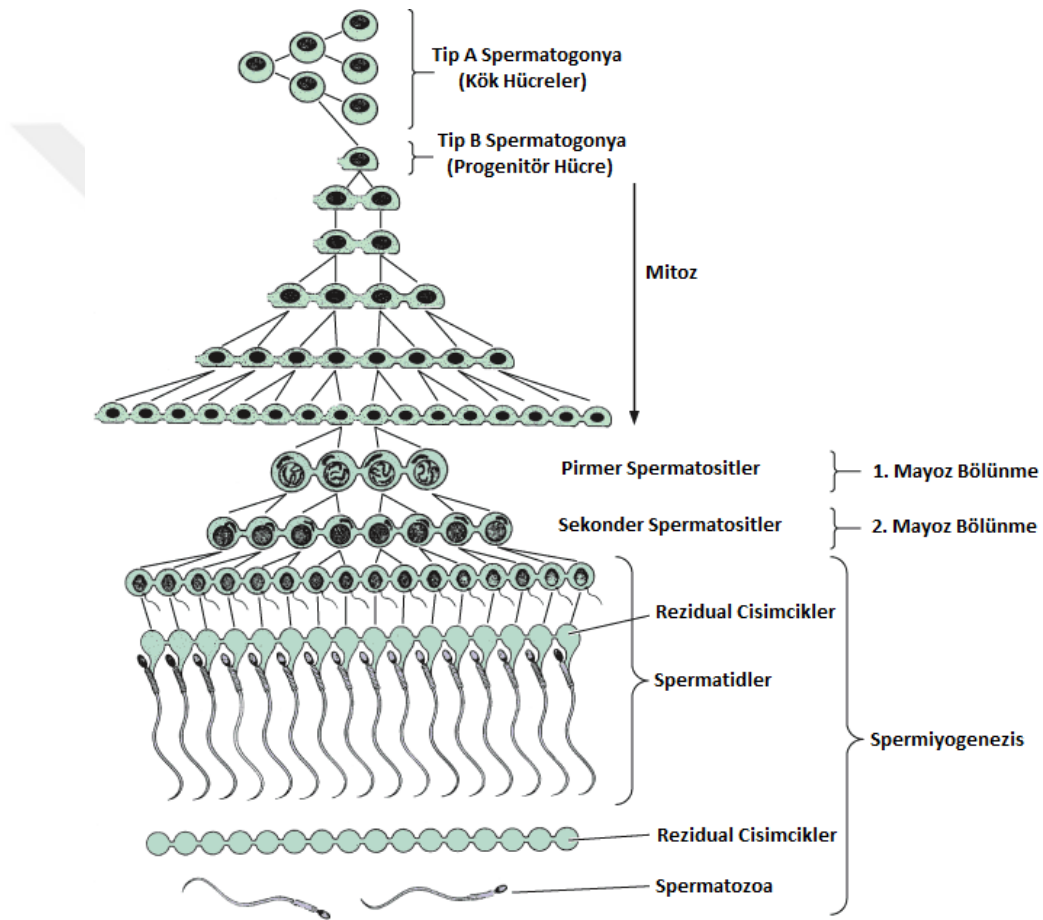 Tip A Spermatogonya
(Kök Hücreler)
Tip B Spermatogonya
(Progenitör Hücre)
Mitoz
Pirmer Spermatositler
1. Mayoz Bölünme
Sekonder Spermatositler
2. Mayoz Bölünme
Rezidual Cisimcikler
Spermatidler
Spermiyogenezis
Rezidual Cisimcikler
Spermatozoa